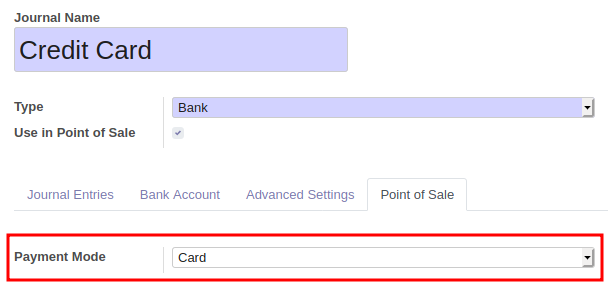 Journal Name
Credit Card
Type Bank
Use in Point of Sale
Journal Entries Bank Account Advanced Settings Point of Sale
Payment Mode Card